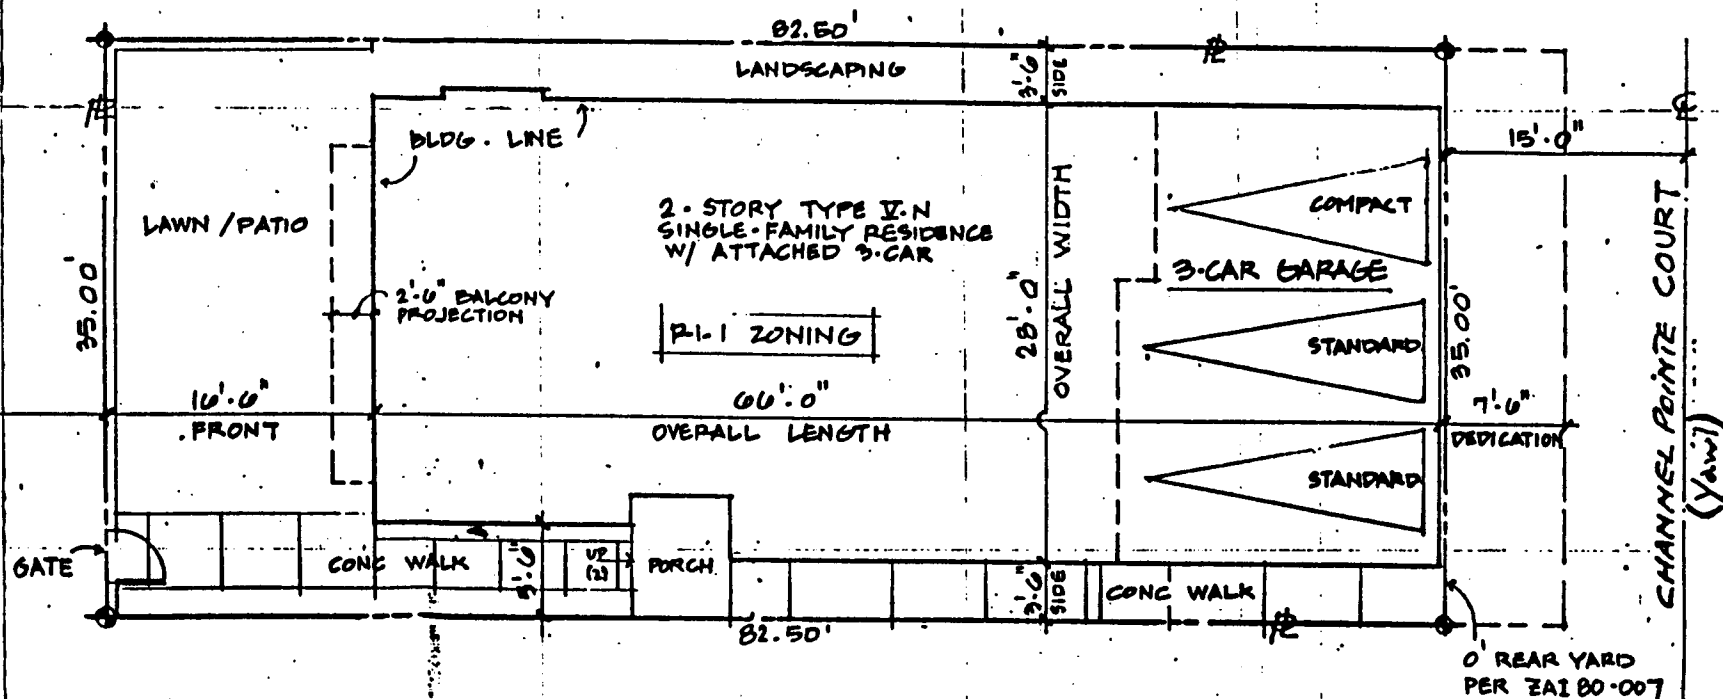 82.50'
LANDSCAPING
3'-6"
SIDE
BLDG. LINE
15'-0"
LAWN/PATIO
2-STORY TYPE V-N
SINGLE-FAMILY RESIDENCE
W/ ATTACHED 3-CAR
COMPACT
3-CAR GARAGE
35.00'
2'-6" BALCONY
PROJECTION
R1-1 ZONING
28'-0"
OVERALL WIDTH
STANDARD
35.00'
16'-6"
FRONT
66'-0"
OVERALL LENGTH
7'-6"
DEDICATION
STANDARD
CHANNEL POINTE COURT
GATE
CONC WALK
5'-6"
UP
(2)
PORCH
3'-6"
SIDE
CONC WALK
82.50'
0' REAR YARD
PER ZAI 80-007